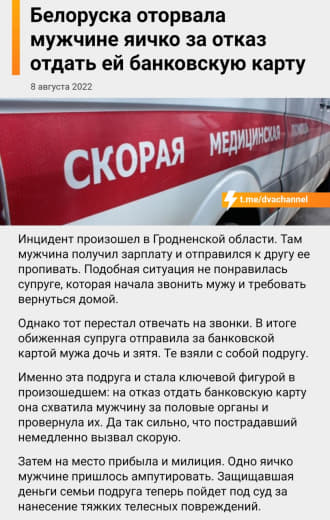 Белоруска оторвала
мужчине яичко за отказ
отдать ей банковскую карту
8 августа 2022
СКОРАЯ МЕДИЦИНСКАЯ
t.me/dvachannel
Инцидент произошел в Гродненской области. Там
мужчина получил зарплату и отправился к другу ее
пропивать. Подобная ситуация не понравилась
супруге, которая начала звонить мужу и требовать
вернуться домой.
Однако тот перестал отвечать на звонки. В итоге
обиженная супруга отправила за банковской
картой мужа дочь и зятя. Те взяли с собой подругу.
Именно эта подруга и стала ключевой фигурой в
произошедшем: на отказ отдать банковскую карту
она схватила мужчину за половые органы и
провернула их. Да так сильно, что пострадавший
немедленно вызвал скорую.
Затем на место прибыла и милиция. Одно яичко
мужчине пришлось ампутировать. Защищавшая
деньги семьи подруга теперь пойдет под суд за
нанесение тяжких телесных повреждений.